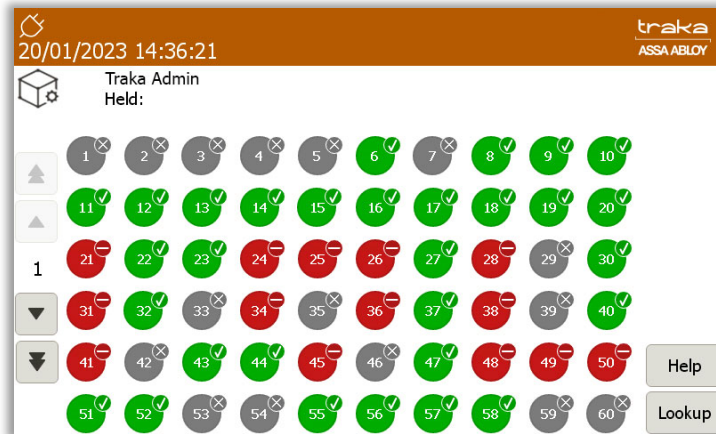 traka
20/01/2023 14:36:21
ASSA ABLOY
Traka Admin
Held:
1 2 3 4 5 6 7 8 9 10
11 12 13 14 15 16 17 18 19 20
21 22 23 24 25 26 27 28 29 30
1
31 32 33 34 35 36 37 38 39 40
41 42 43 44 45 46 47 48 49 50
Help
51 52 53 54 55 56 57 58 59 60
Lookup